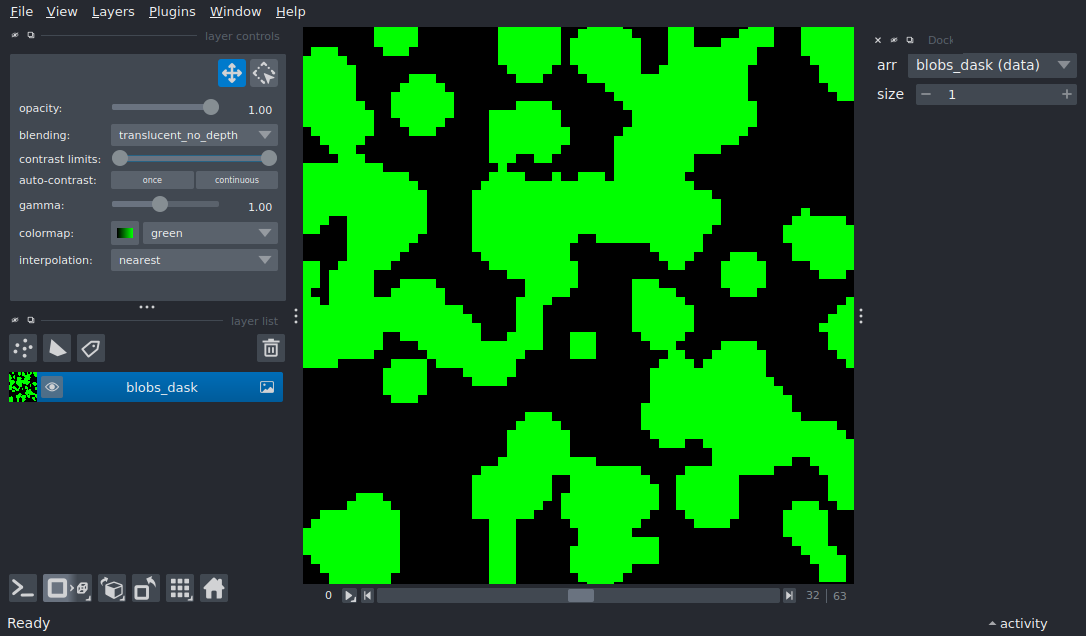 File View Layers Plugins Window Help
layer controls
opacity: 1.00
blending: translucent_no_depth
contrast limits:
auto-contrast: once continuous
gamma: 1.00
colormap: green
interpolation: nearest
layer list
blobs_dask
0 32 63
Ready
Dock
arr blobs_dask (data)
size 1
activity